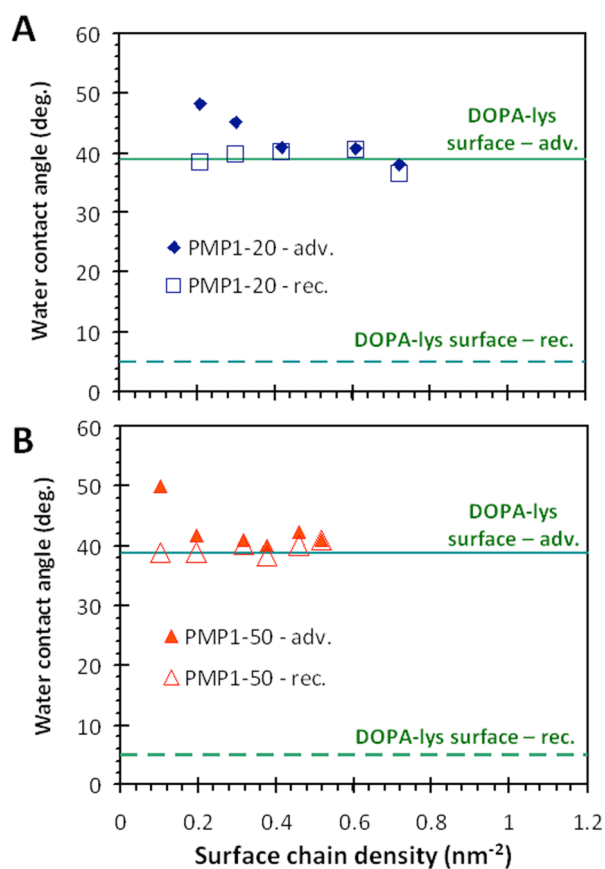 A
60
50
40
30
20
10
0
Water contact angle (deg.)
DOPA-lys
surface – adv.
PMP1-20 - adv.
PMP1-20 - rec.
DOPA-lys surface – rec.
B
60
50
40
30
20
10
0
Water contact angle (deg.)
DOPA-lys
surface – adv.
PMP1-50 - adv.
PMP1-50 - rec.
DOPA-lys surface – rec.
0 0.2 0.4 0.6 0.8 1 1.2
Surface chain density (nm⁻²)